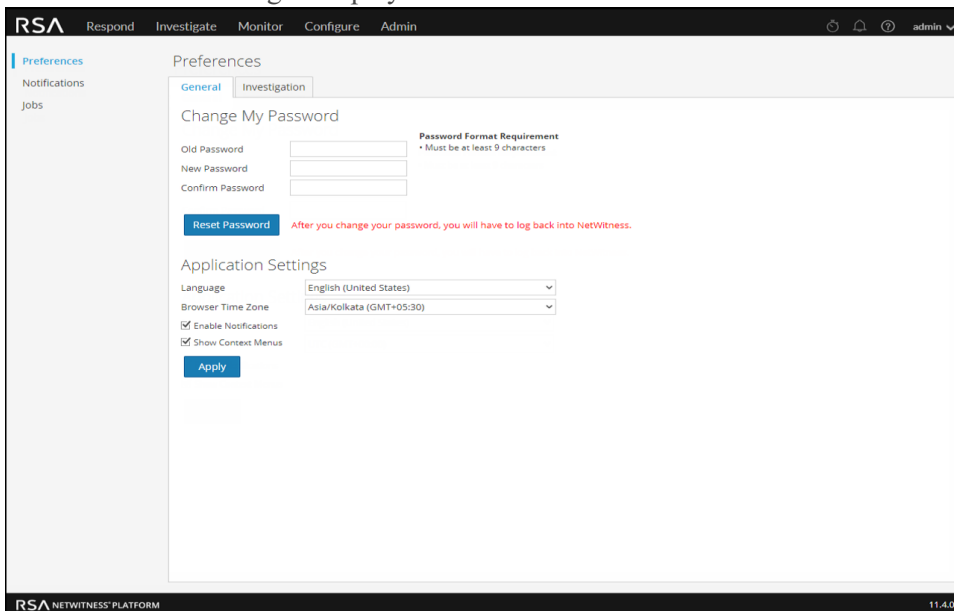 RSA Respond Investigate Monitor Configure Admin admin
Preferences
Notifications
Jobs
Preferences
General Investigation
Change My Password
Password Format Requirement
• Must be at least 9 characters
Old Password
New Password
Confirm Password
Reset Password After you change your password, you will have to log back into NetWitness.
Application Settings
Language English (United States)
Browser Time Zone Asia/Kolkata (GMT+05:30)
Enable Notifications
Show Context Menus
Apply
RSA NETWITNESS® PLATFORM 11.4.0